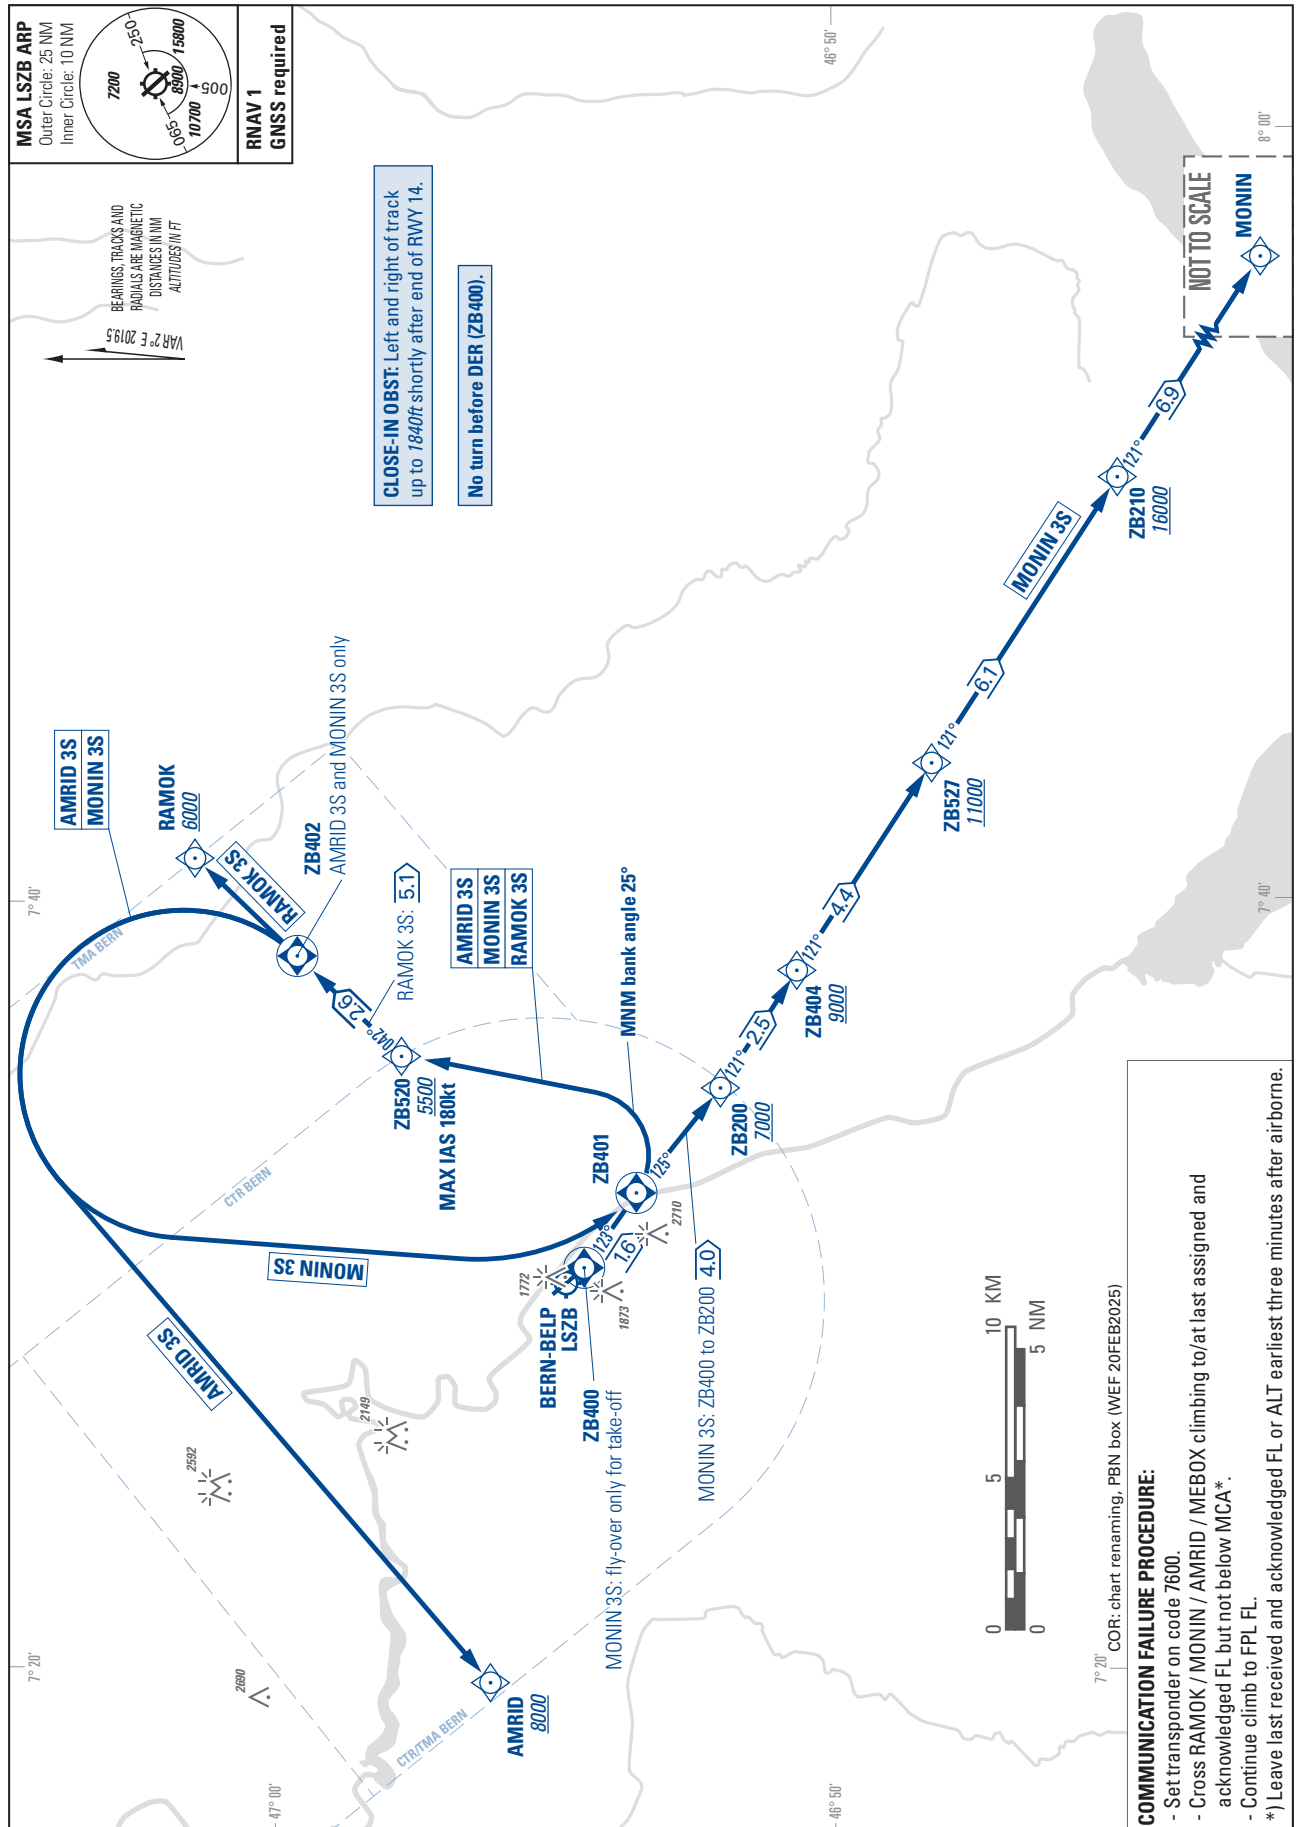 MSA LSZB ARP
Outer Circle: 25 NM
Inner Circle: 10 NM
7200
250
15800
8900
005
10700
065
RNAV 1
GNSS required
BEARINGS, TRACKS AND
RADIALS ARE MAGNETIC
DISTANCES IN NM
ALTITUDES IN FT
VAR 2° E 2019.5
CLOSE-IN OBST: Left and right of track
up to 1840ft shortly after end of RWY 14.
No turn before DER (ZB400).
46° 50'
8° 00'
NOT TO SCALE
MONIN
6.9
121°
ZB210
16000
MONIN 3S
6.1
121°
ZB527
11000
4.4
121°
ZB404
9000
2.5
121°
ZB200
7000
125°
AMRID 3S
MONIN 3S
RAMOK
6000
RAMOK 3S
ZB402
AMRID 3S and MONIN 3S only
RAMOK 3S: 5.1
2.6
042°
AMRID 3S
MONIN 3S
RAMOK 3S
MNM bank angle 25°
ZB520
5500
MAX IAS 180kt
ZB401
7° 40'
7° 40'
TMA BERN
CTR BERN
MONIN 3S
AMRID 3S
123°
1.6
2710
1772
1873
BERN-BELP
LSZB
ZB400
MONIN 3S: fly-over only for take-off
MONIN 3S: ZB400 to ZB200 4.0
2149
2592
2690
AMRID
8000
CTR/TMA BERN
7° 20'
7° 20'
47° 00'
46° 50'
0 5 10 KM
0 5 NM
COR: chart renaming, PBN box (WEF 20FEB2025)
COMMUNICATION FAILURE PROCEDURE:
- Set transponder on code 7600.
- Cross RAMOK / MONIN / AMRID / MEBOX climbing to/at last assigned and
acknowledged FL but not below MCA*.
- Continue climb to FPL FL.
*) Leave last received and acknowledged FL or ALT earliest three minutes after airborne.